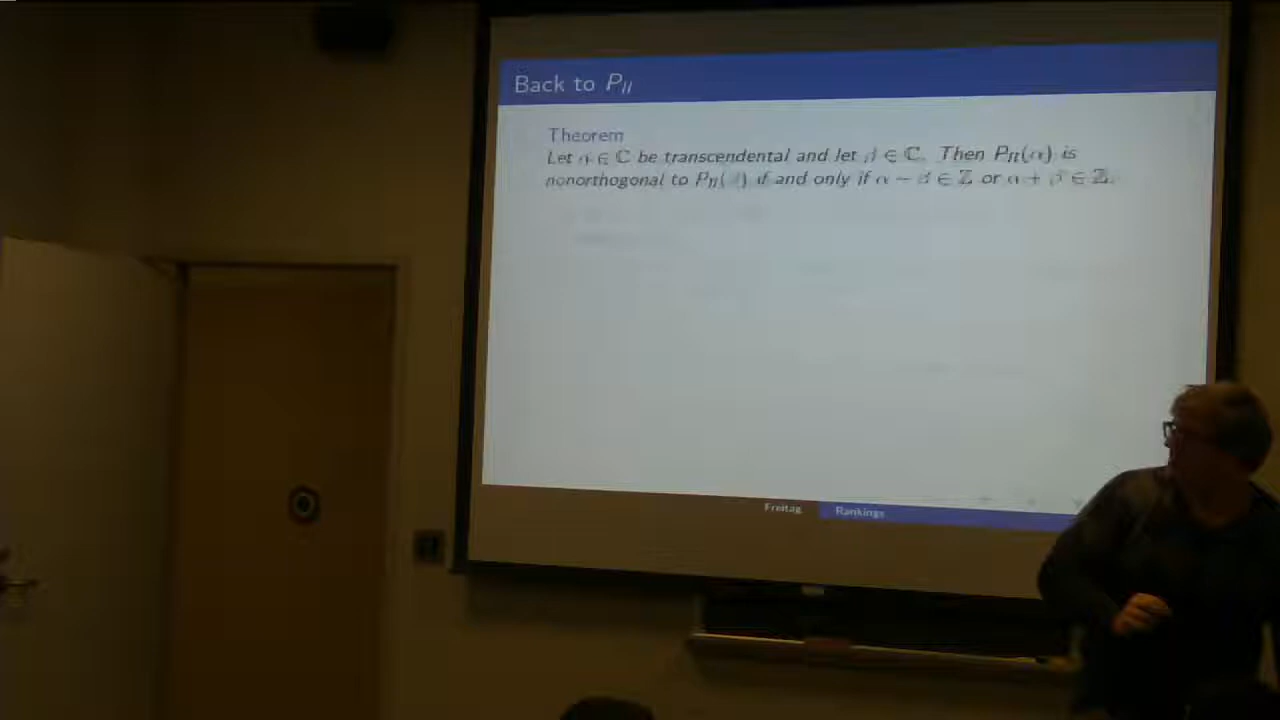 Back to P_II
Theorem
Let α ∈ ℂ be transcendental and let β ∈ ℂ. Then P_II(α) is
nonorthogonal to P_II(β) if and only if α − β ∈ ℤ or α + β ∈ ℤ.
Freitag Rankings